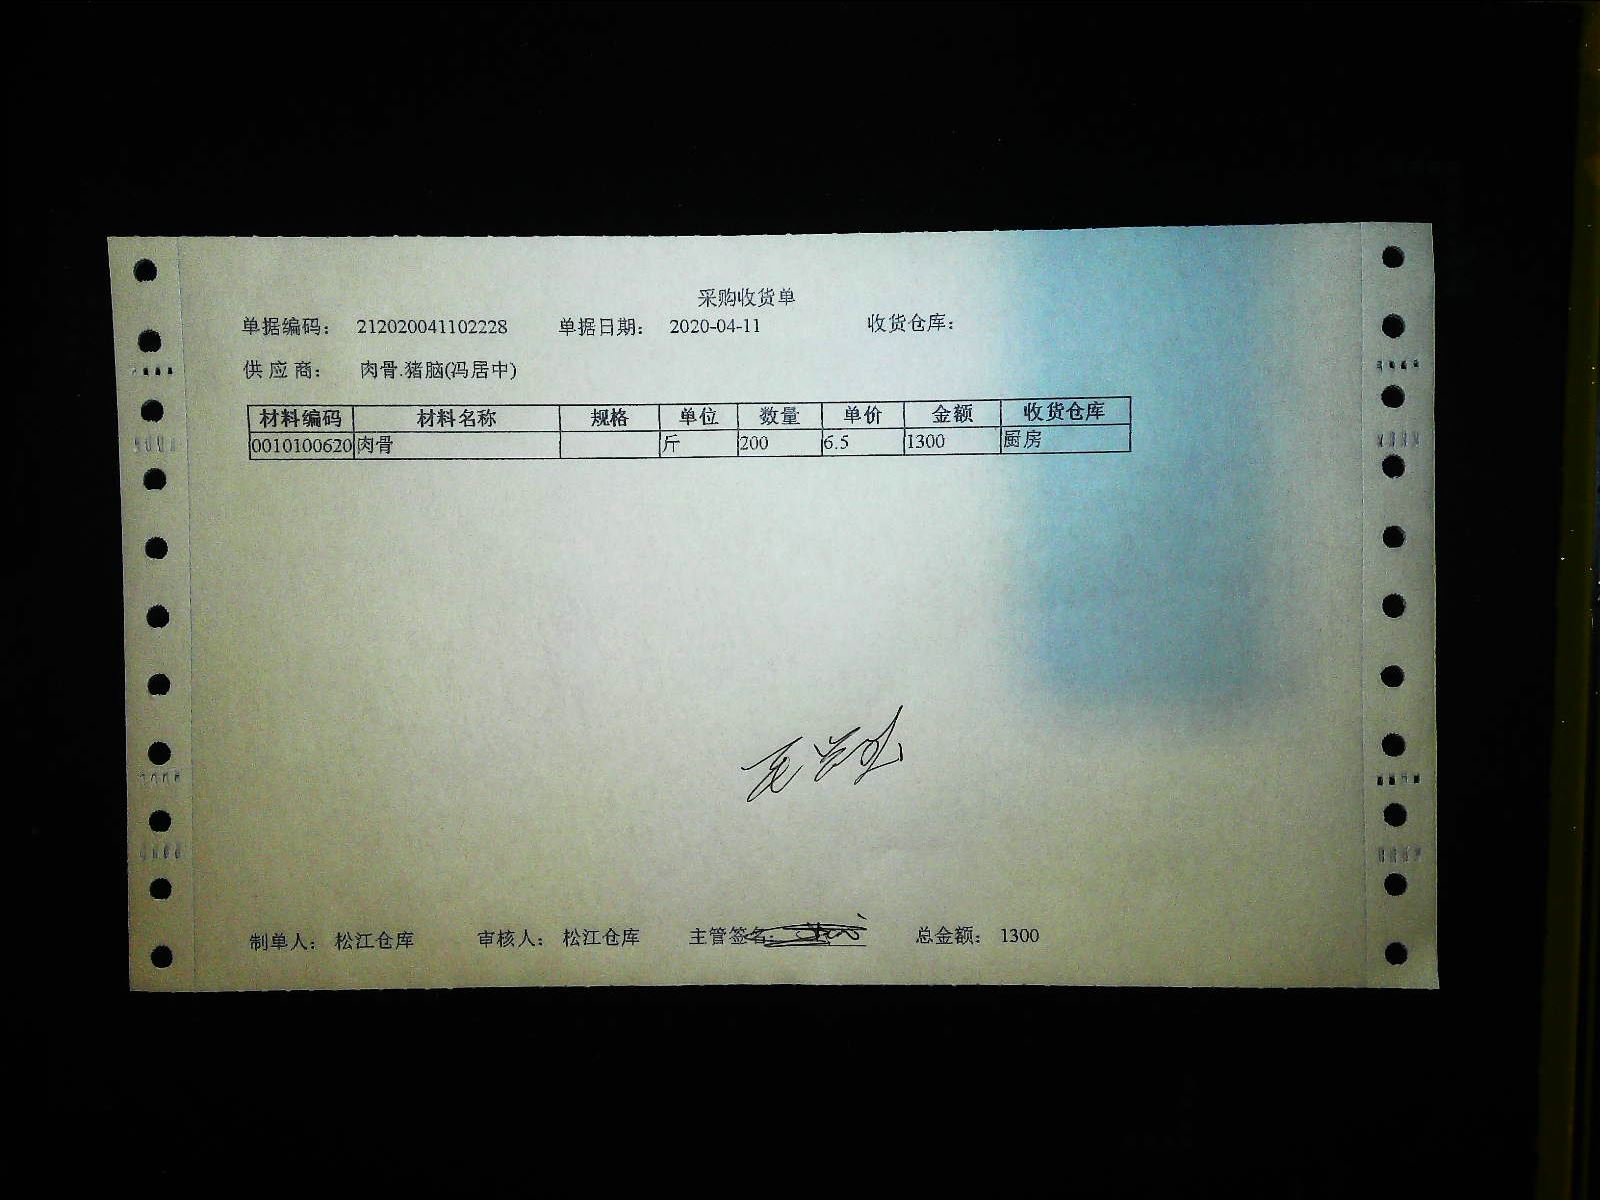 采购收货单
单据编码： 212020041102228 单据日期： 2020-04-11 收货仓库：
供应商： 肉骨.猪脑(冯居中)
材料编码 材料名称 规格 单位 数量 单价 金额 收货仓库
0010100620 肉骨 斤 200 6.5 1300 厨房
制单人： 松江仓库 审核人： 松江仓库 主管签名： 总金额： 1300